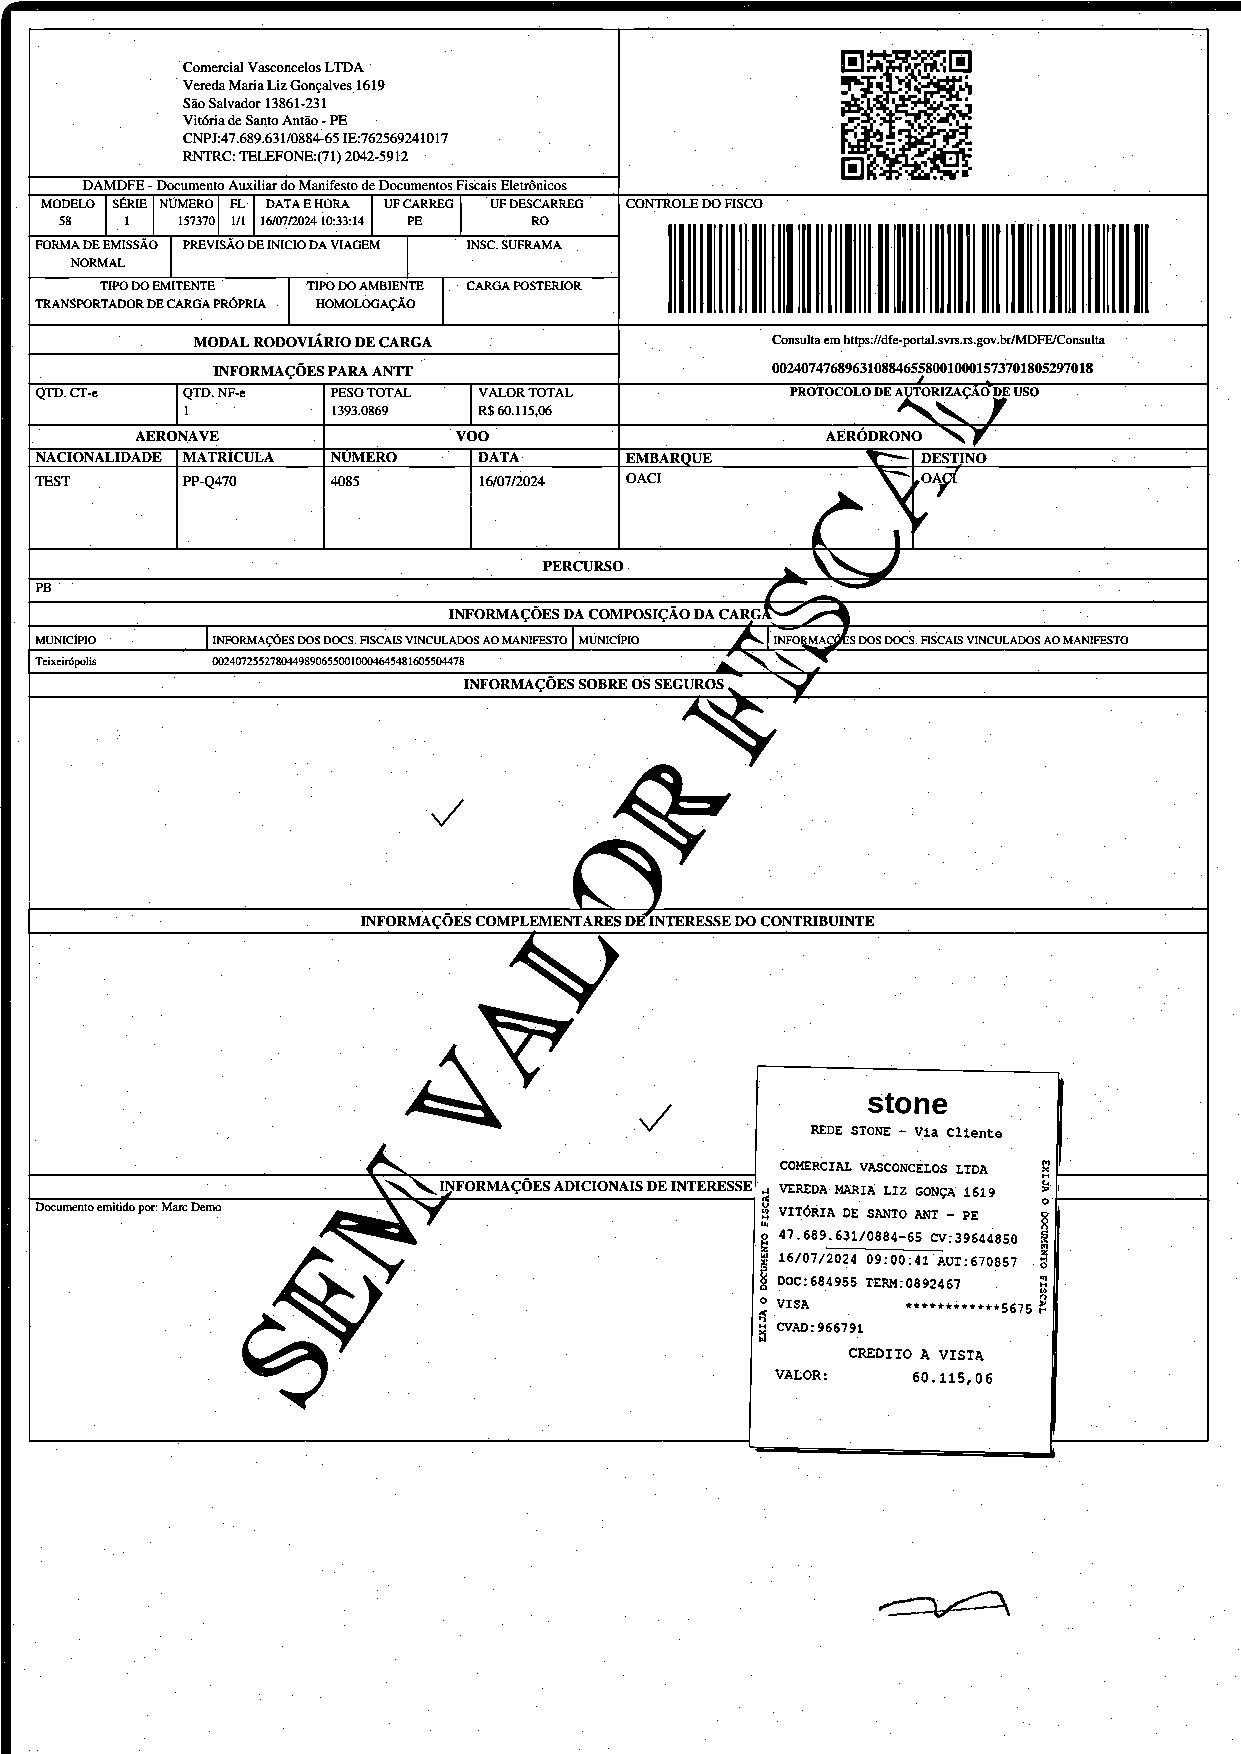 Comercial Vasconcelos LTDA
Vereda Maria Liz Gonçalves 1619
São Salvador 13861-231
Vitória de Santo Antão - PE
CNPJ:47.689.631/0884-65 IE:762569241017
RNTRC: TELEFONE:(71) 2042-5912
DAMDFE - Documento Auxiliar do Manifesto de Documentos Fiscais Eletrônicos
MODELO SÉRIE NÚMERO FL DATA E HORA UF CARREG UF DESCARREG
58 1 157370 1/1 16/07/2024 10:33:14 PE RO
FORMA DE EMISSÃO PREVISÃO DE INICIO DA VIAGEM INSC. SUFRAMA
NORMAL
TIPO DO EMITENTE TIPO DO AMBIENTE CARGA POSTERIOR
TRANSPORTADOR DE CARGA PRÓPRIA HOMOLOGAÇÃO
CONTROLE DO FISCO
MODAL RODOVIÁRIO DE CARGA
Consulta em https://dfe-portal.svrs.rs.gov.br/MDFE/Consulta
INFORMAÇÕES PARA ANTT
00240747689631088465580010001573701805297018
QTD. CT-e QTD. NF-e PESO TOTAL VALOR TOTAL
1 1393.0869 R$ 60.115,06
PROTOCOLO DE AUTORIZAÇÃO DE USO
AERONAVE VOO AERÓDRONO
NACIONALIDADE MATRÍCULA NÚMERO DATA EMBARQUE DESTINO
TEST PP-Q470 4085 16/07/2024 OACI OACI
PERCURSO
PB
INFORMAÇÕES DA COMPOSIÇÃO DA CARGA
MUNICÍPIO INFORMAÇÕES DOS DOCS. FISCAIS VINCULADOS AO MANIFESTO MUNICÍPIO INFORMAÇÕES DOS DOCS. FISCAIS VINCULADOS AO MANIFESTO
Teixeirópolis 00240725527804498906550010004645481605504478
INFORMAÇÕES SOBRE OS SEGUROS
INFORMAÇÕES COMPLEMENTARES DE INTERESSE DO CONTRIBUINTE
INFORMAÇÕES ADICIONAIS DE INTERESSE
Documento emitido por: Marc Demo
SEM VALOR FISCAL
stone
REDE STONE - Via Cliente
COMERCIAL VASCONCELOS LTDA
VEREDA MARIA LIZ GONÇA 1619
VITÓRIA DE SANTO ANT - PE
47.689.631/0884-65 CV:39644850
16/07/2024 09:00:41 AUT:670857
DOC:684955 TERM:0892467
VISA ************5675
CVAD:966791
CREDITO A VISTA
VALOR: 60.115,06
EXIJA O DOCUMENTO FISCAL
EXIJA O DOCUMENTO FISCAL